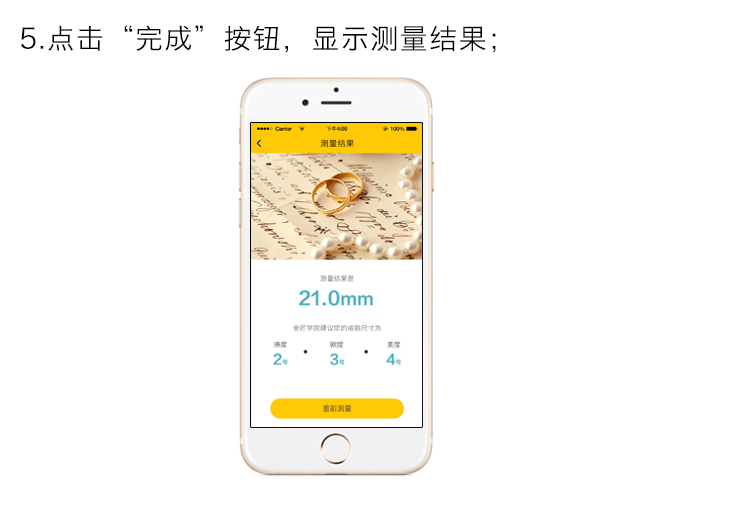 5.点击“完成”按钮，显示测量结果；
Carrier 下午4:00 100%
测量结果
测量结果是
21.0mm
金匠学院建议您的戒指尺寸为
港度 欧度 美度
2号 • 3号 • 4号
重新测量